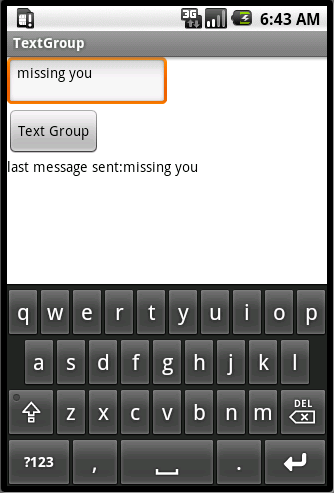 3G 6:43 AM
TextGroup
missing you
Text Group
last message sent:missing you
q w e r t y u i o p
a s d f g h j k l
z x c v b n m DEL
?123 , .